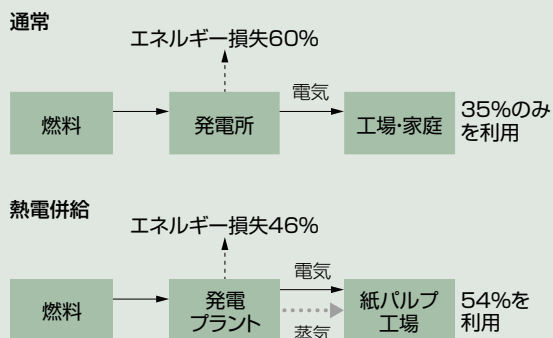 通常
エネルギー損失60%
燃料
発電所
電気
工場・家庭
35%のみ
を利用
熱電併給
エネルギー損失46%
燃料
発電
プラント
電気
蒸気
紙パルプ
工場
54%を
利用